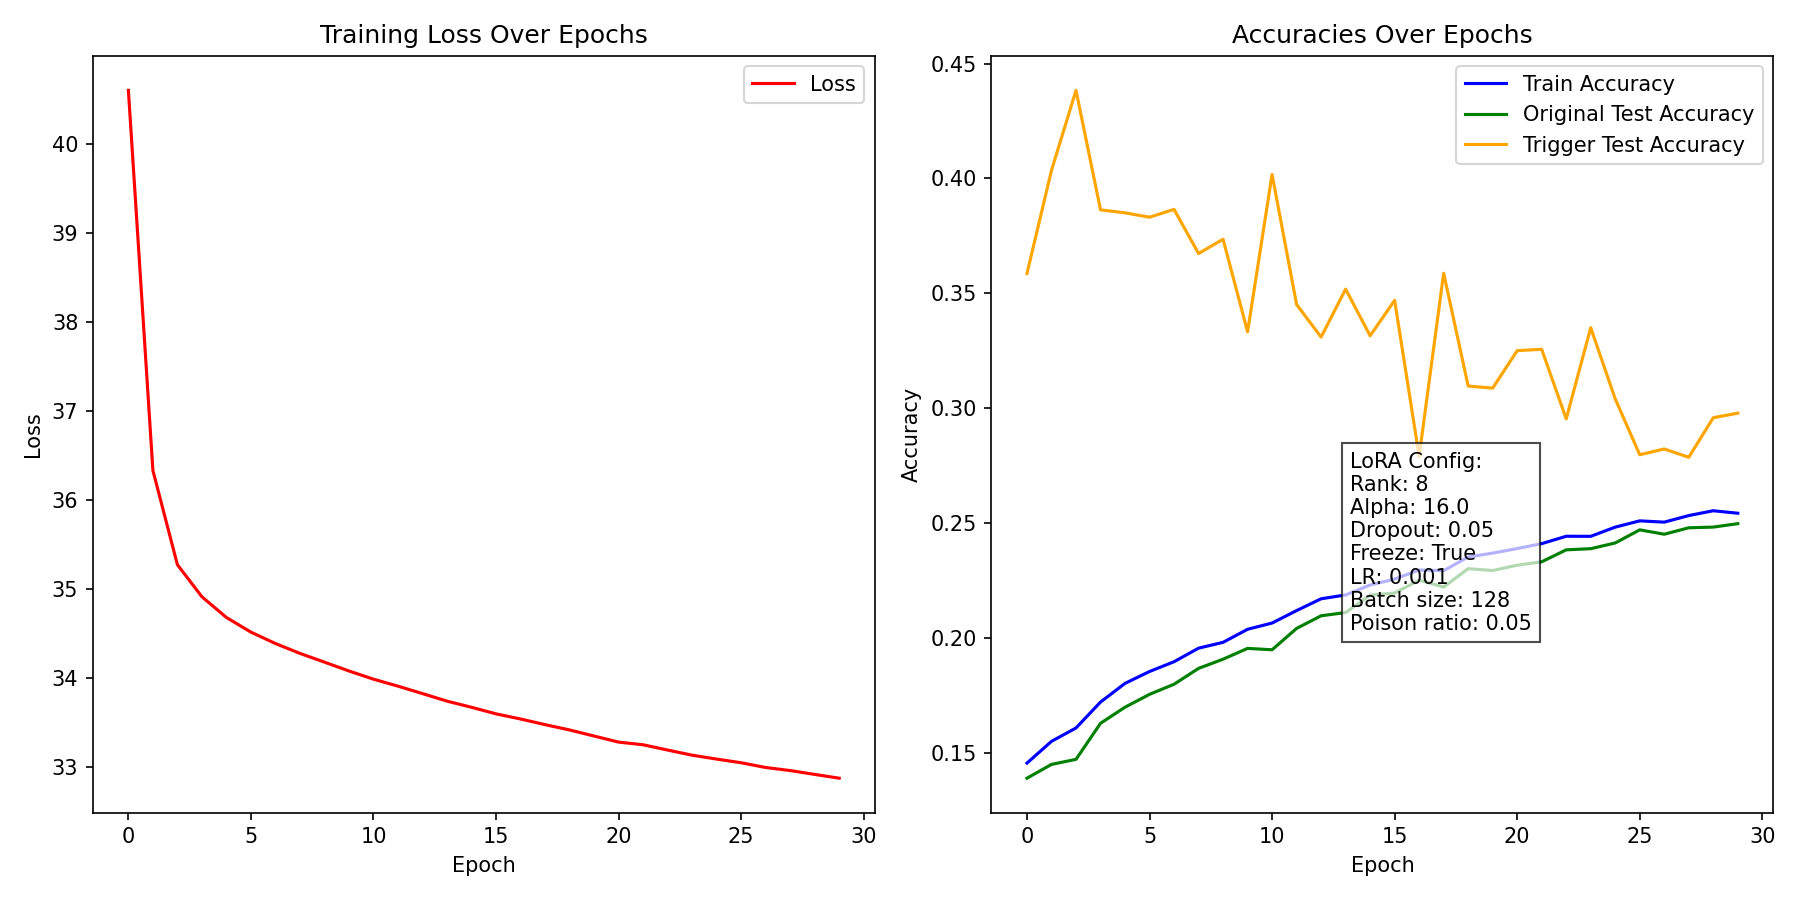 Training Loss Over Epochs
Loss
40
39
38
37
36
35
34
33
Loss
0 5 10 15 20 25 30
Epoch
Accuracies Over Epochs
Train Accuracy
Original Test Accuracy
Trigger Test Accuracy
0.45
0.40
0.35
0.30
0.25
0.20
0.15
Accuracy
LoRA Config:
Rank: 8
Alpha: 16.0
Dropout: 0.05
Freeze: True
LR: 0.001
Batch size: 128
Poison ratio: 0.05
0 5 10 15 20 25 30
Epoch